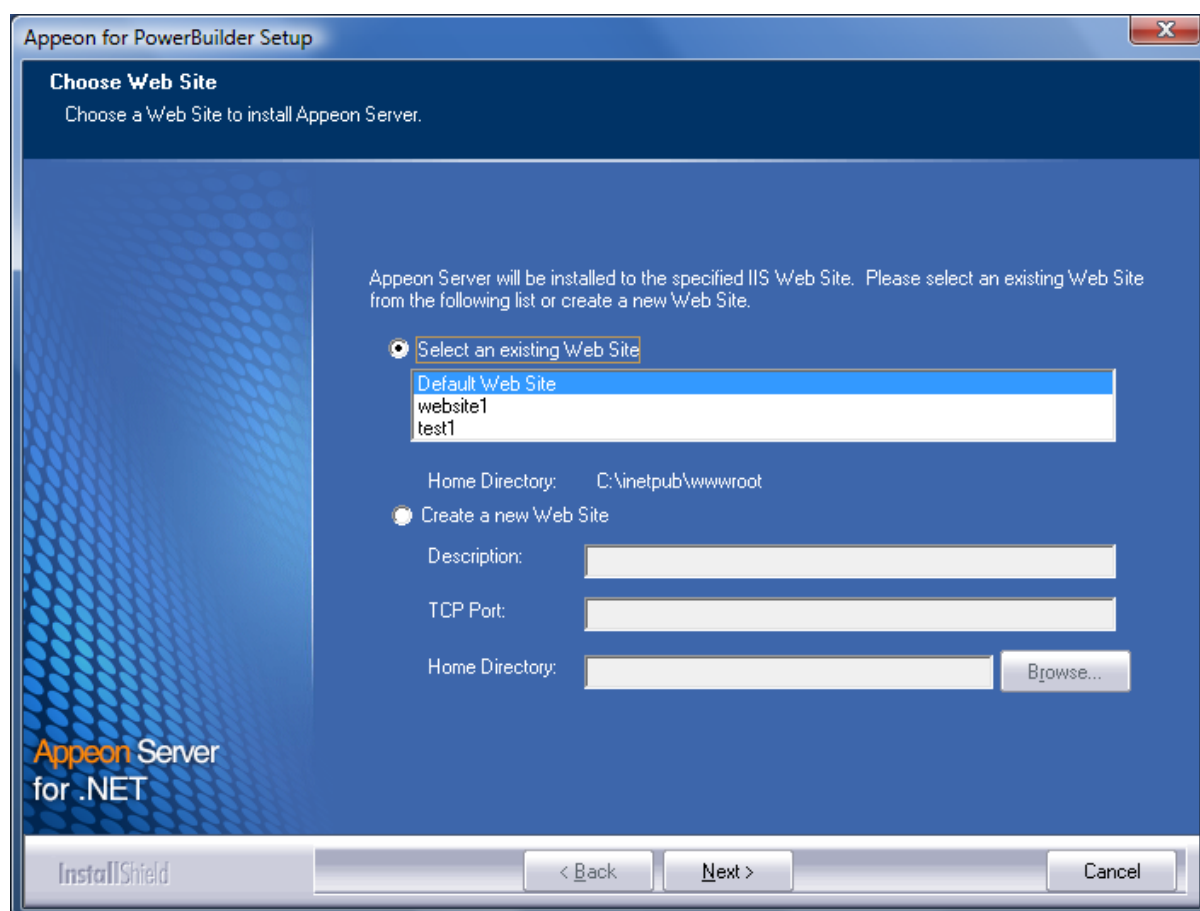 Appeon for PowerBuilder Setup
Choose Web Site
Choose a Web Site to install Appeon Server.
Appeon Server will be installed to the specified IIS Web Site. Please select an existing Web Site
from the following list or create a new Web Site.
Select an existing Web Site
Default Web Site
website1
test1
Home Directory: C:\inetpub\wwwroot
Create a new Web Site
Description:
TCP Port:
Home Directory: Browse...
Appeon Server
for .NET
InstallShield < Back Next > Cancel